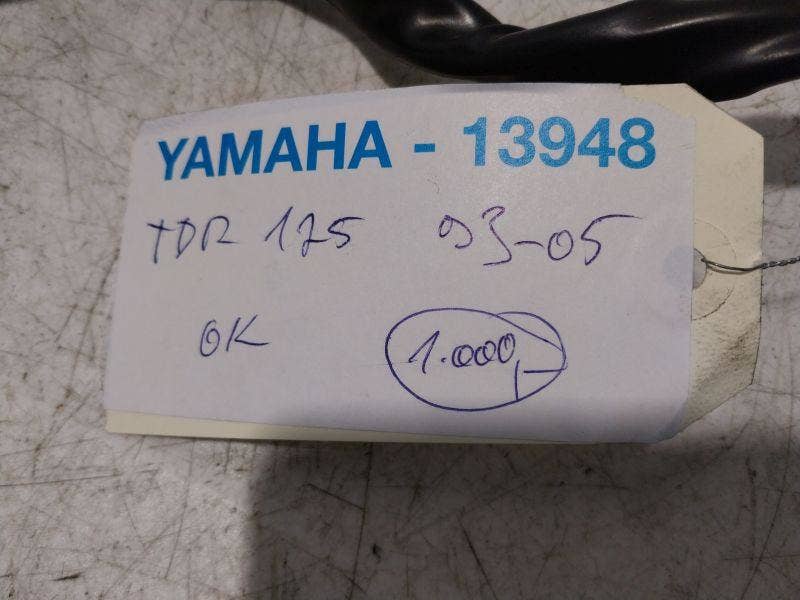 YAMAHA - 13948
TDR 125 93-05
OK 1.000,-